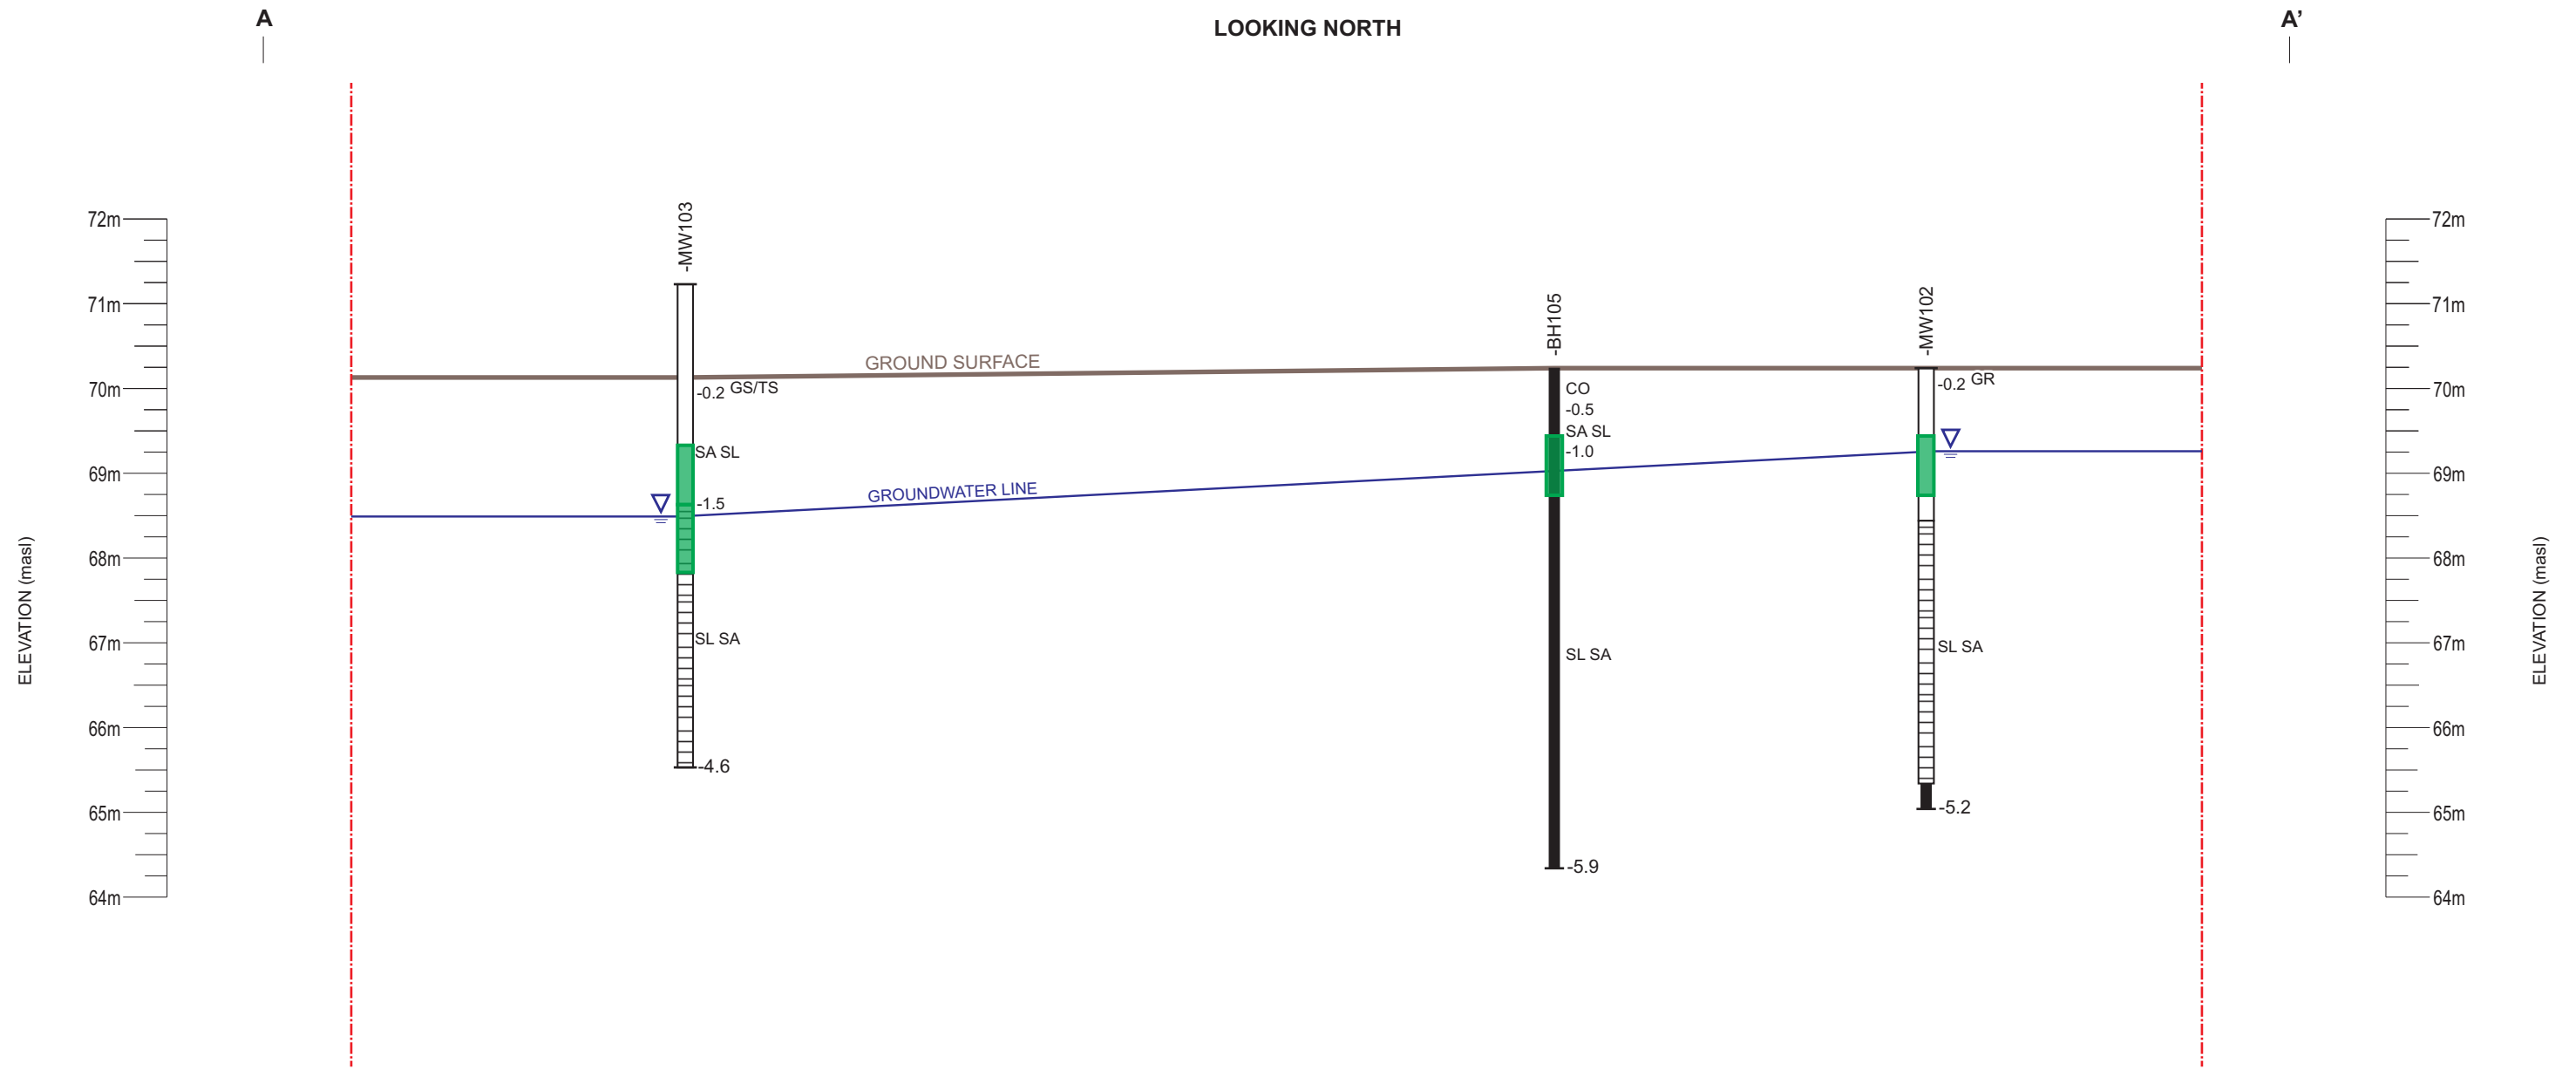 A
LOOKING NORTH
A’
72m
71m
70m
69m
68m
67m
66m
65m
64m
ELEVATION (masl)
-MW103
GROUND SURFACE
-0.2 GS/TS
SA SL
-1.5
GROUNDWATER LINE
SL SA
-4.6
-BH105
CO
-0.5
SA SL
-1.0
SL SA
-5.9
-MW102
-0.2 GR
SL SA
-5.2
72m
71m
70m
69m
68m
67m
66m
65m
64m
ELEVATION (masl)